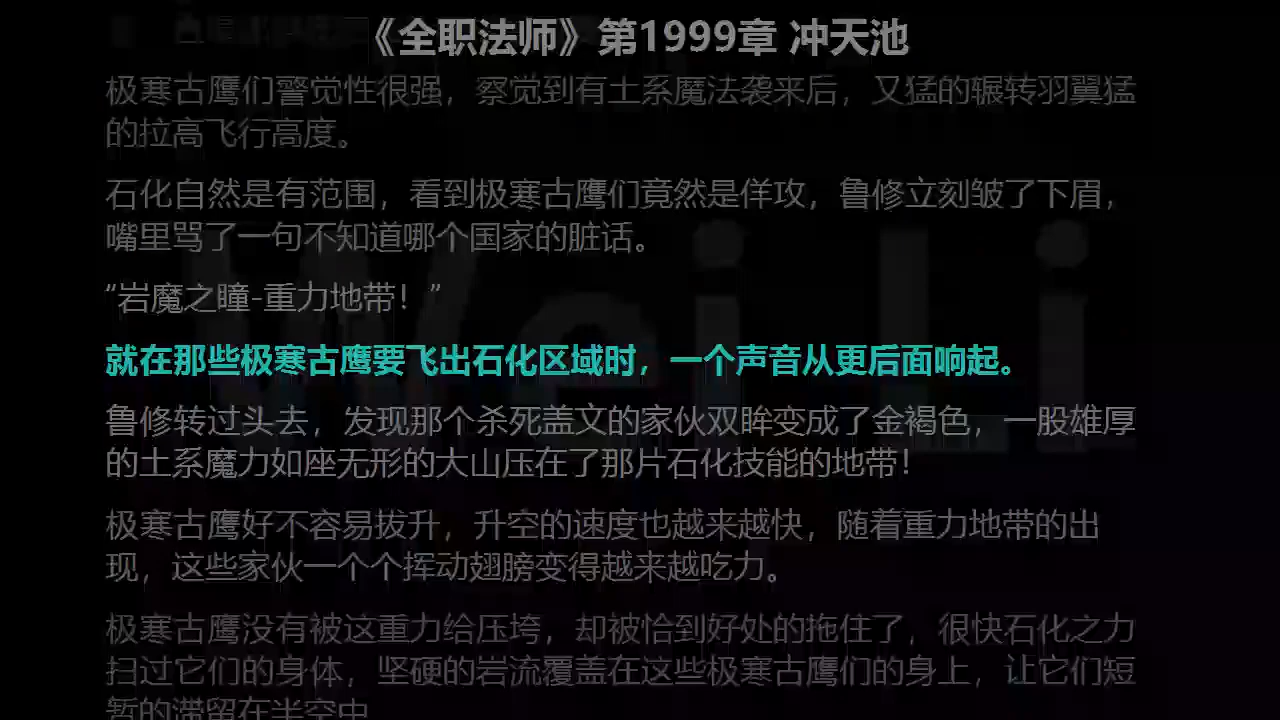 《全职法师》第1999章 冲天池
极寒古鹰们警觉性很强，察觉到有土系魔法袭来后，又猛的辗转羽翼猛
的拉高飞行高度。
石化自然是有范围，看到极寒古鹰们竟然是佯攻，鲁修立刻皱了下眉，
嘴里骂了一句不知道哪个国家的脏话。
“岩魔之瞳-重力地带！”
就在那些极寒古鹰要飞出石化区域时，一个声音从更后面响起。
鲁修转过头去，发现那个杀死盖文的家伙双眸变成了金褐色，一股雄厚
的土系魔力如座无形的大山压在了那片石化技能的地带！
极寒古鹰好不容易拔升，升空的速度也越来越快，随着重力地带的出
现，这些家伙一个个挥动翅膀变得越来越吃力。
极寒古鹰没有被这重力给压垮，却被恰到好处的拖住了，很快石化之力
扫过它们的身体，坚硬的岩流覆盖在这些极寒古鹰们的身上，让它们短
暂的滞留在半空中
Wei Li